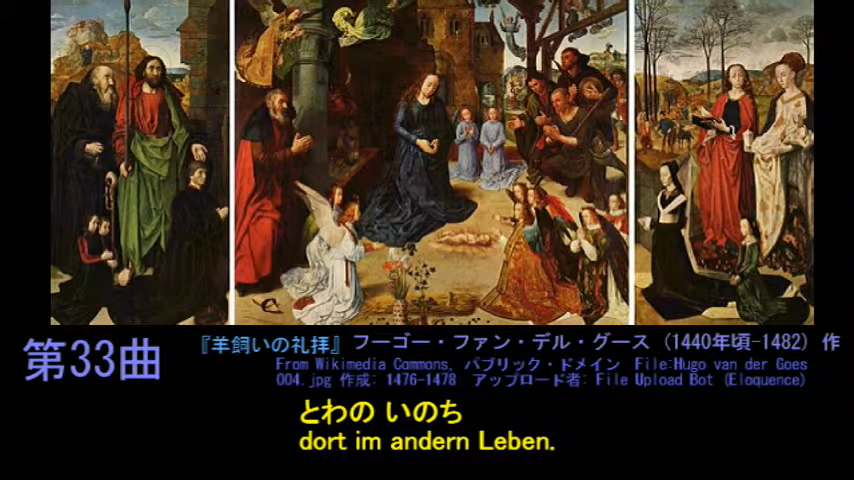 第33曲
『羊飼いの礼拝』 フーゴー・ファン・デル・グース (1440年頃-1482) 作
From Wikimedia Commons, パブリック・ドメイン File:Hugo van der Goes
004.jpg 作成: 1476-1478 アップロード者: File Upload Bot (Eloquence)
とわの いのち
dort im andern Leben.